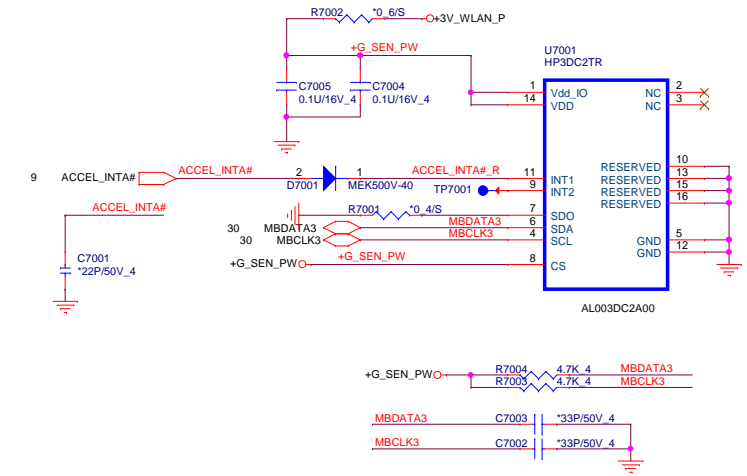 R7002 *0_6/S +3V_WLAN_P
+G_SEN_PW
U7001
HP3DC2TR
C7005 C7004
0.1U/16V_4 0.1U/16V_4
1 Vdd_IO NC 2
14 VDD NC 3
RESERVED 10
9 ACCEL_INTA# ACCEL_INTA# 2 1 ACCEL_INTA#_R 11 INT1 RESERVED 13
D7001 MEK500V-40 TP7001 9 INT2 RESERVED 15
RESERVED 16
ACCEL_INTA# R7001 *0_4/S 7 SDO
30 MBDATA3 MBDATA3 6 SDA
30 MBCLK3 MBCLK3 4 SCL GND 5
GND 12
+G_SEN_PW +G_SEN_PW 8 CS
C7001
*22P/50V_4
AL003DC2A00
+G_SEN_PW R7004 4.7K_4 MBDATA3
R7003 4.7K_4 MBCLK3
MBDATA3 C7003 *33P/50V_4
MBCLK3 C7002 *33P/50V_4